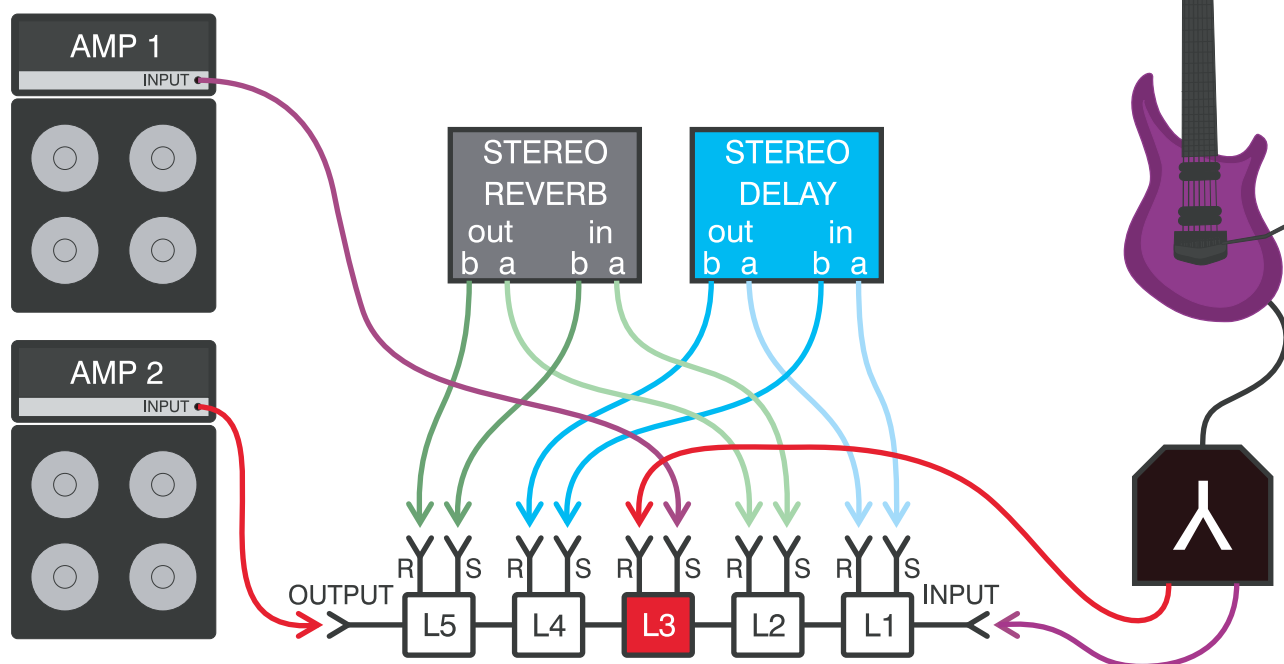 AMP 1
INPUT
STEREO
REVERB
out in
b a b a
STEREO
DELAY
out in
b a b a
AMP 2
INPUT
R S R S R S R S R S
OUTPUT
INPUT
L5 L4 L3 L2 L1